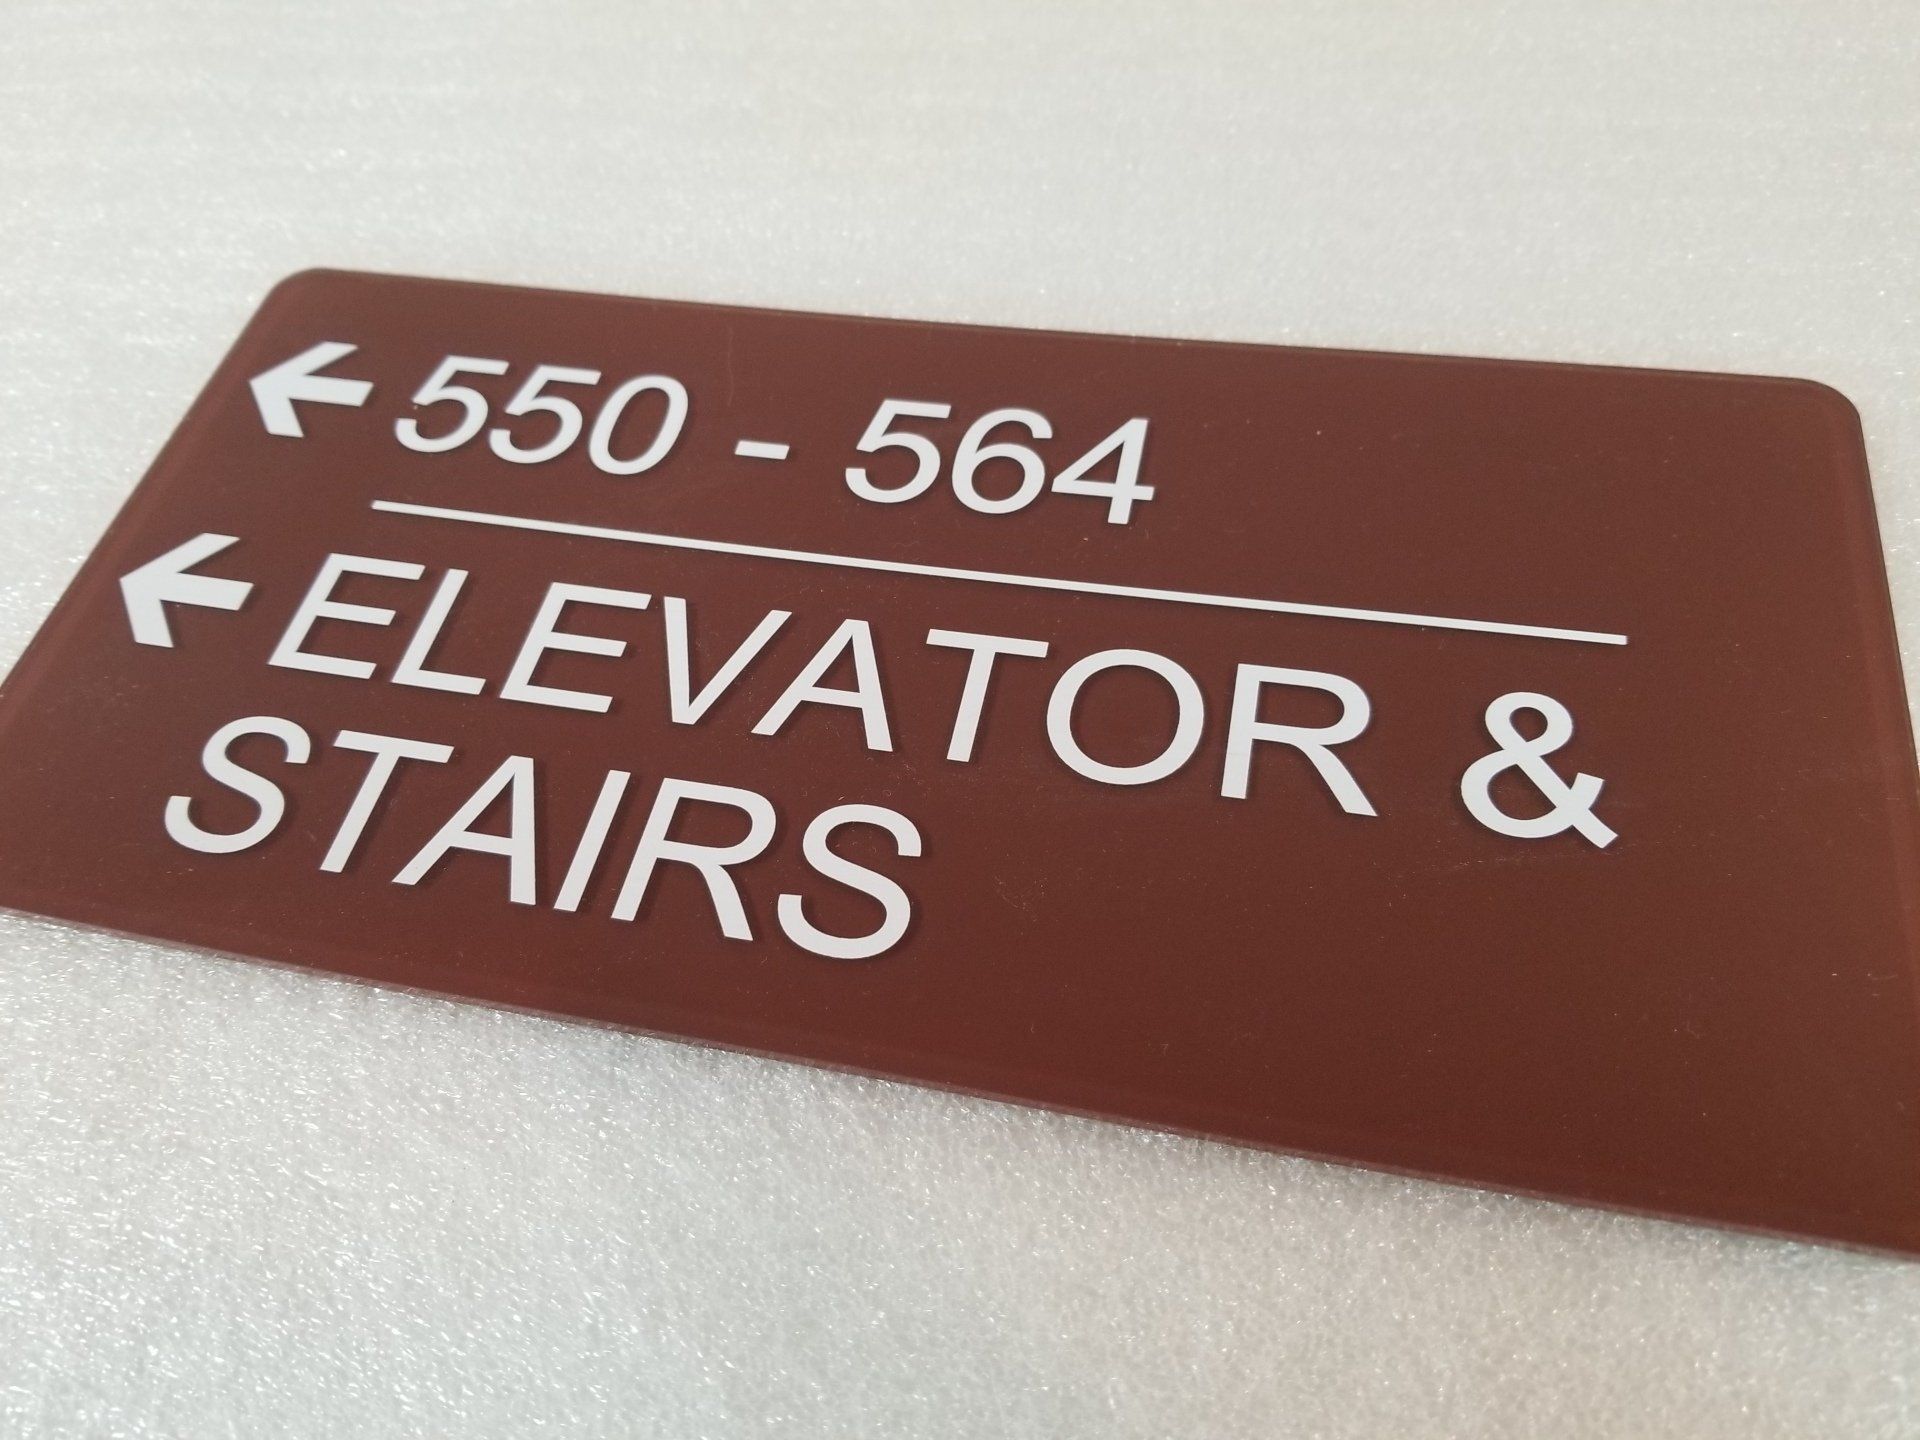 ← 550 - 564
← ELEVATOR &
STAIRS